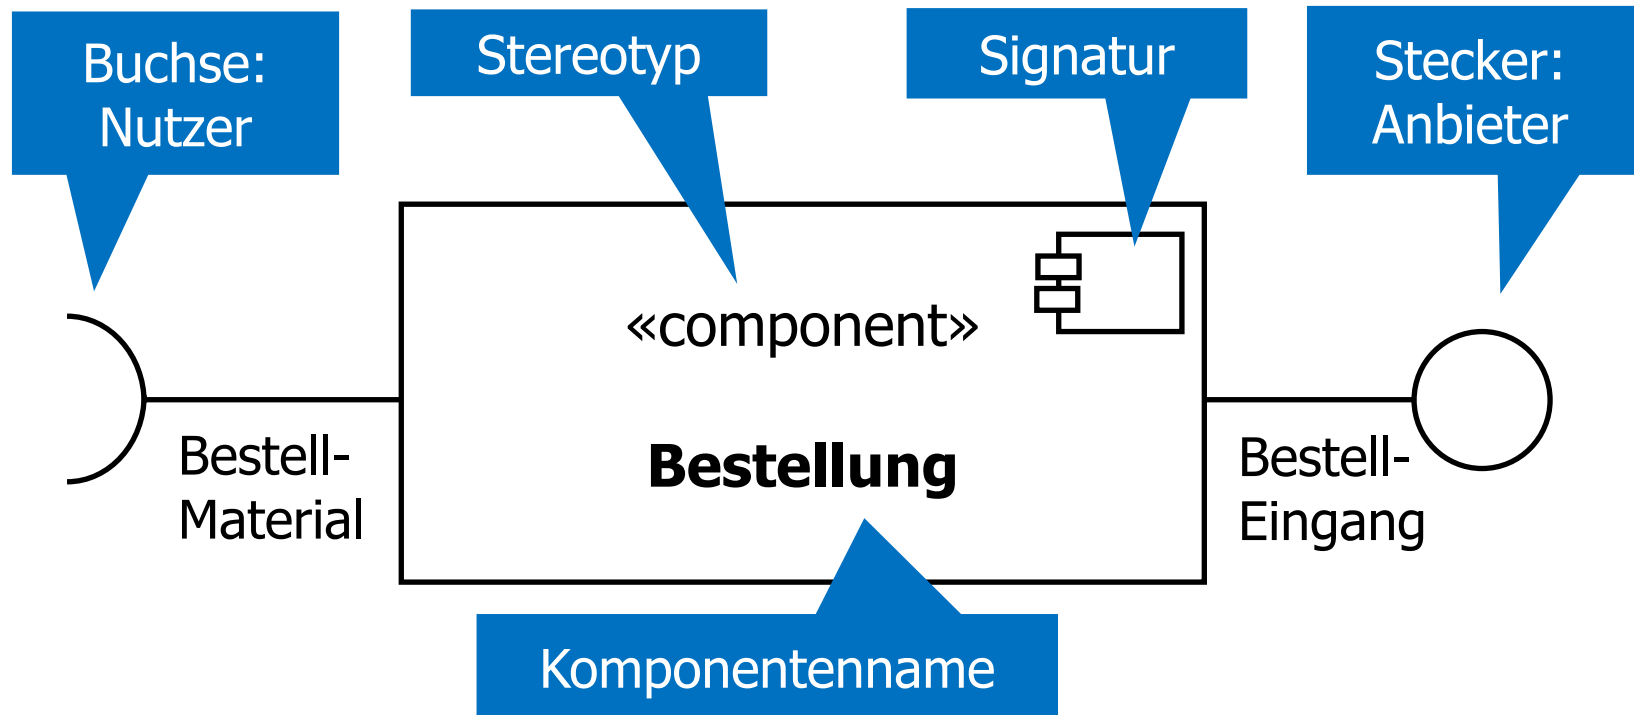 Buchse:
Nutzer
Stereotyp
Signatur
Stecker:
Anbieter
«component»
Bestellung
Bestell-
Material
Bestell-
Eingang
Komponentenname